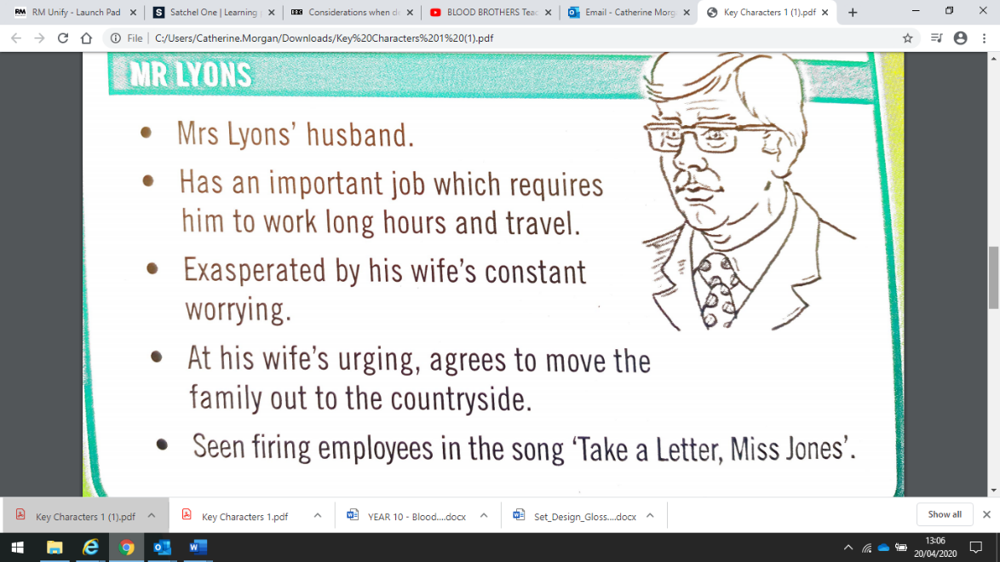 RM Unify - Launch Pad
Satchel One | Learning
Considerations when d
BLOOD BROTHERS Teac
Email - Catherine Morg
Key Characters 1 (1).pdf
File
C:/Users/Catherine.Morgan/Downloads/Key%20Characters%201%20(1).pdf
MR LYONS
• Mrs Lyons' husband.
• Has an important job which requires
him to work long hours and travel.
• Exasperated by his wife's constant
worrying.
• At his wife's urging, agrees to move the
family out to the countryside.
• Seen firing employees in the song 'Take a Letter, Miss Jones'.
Key Characters 1 (1).pdf
Key Characters 1.pdf
YEAR 10 - Blood....docx
Set_Design_Gloss....docx
Show all
13:06
20/04/2020